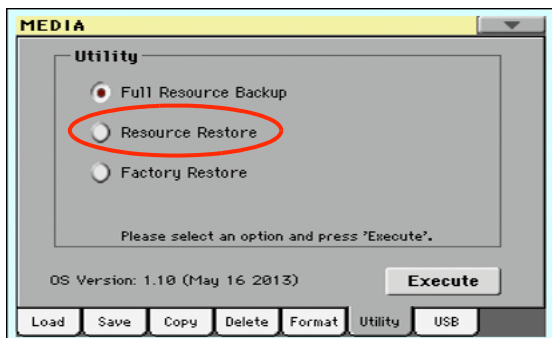 MEDIA
Utility
Full Resource Backup
Resource Restore
Factory Restore
Please select an option and press 'Execute'.
OS Version: 1.10 (May 16 2013)
Execute
Load Save Copy Delete Format Utility USB